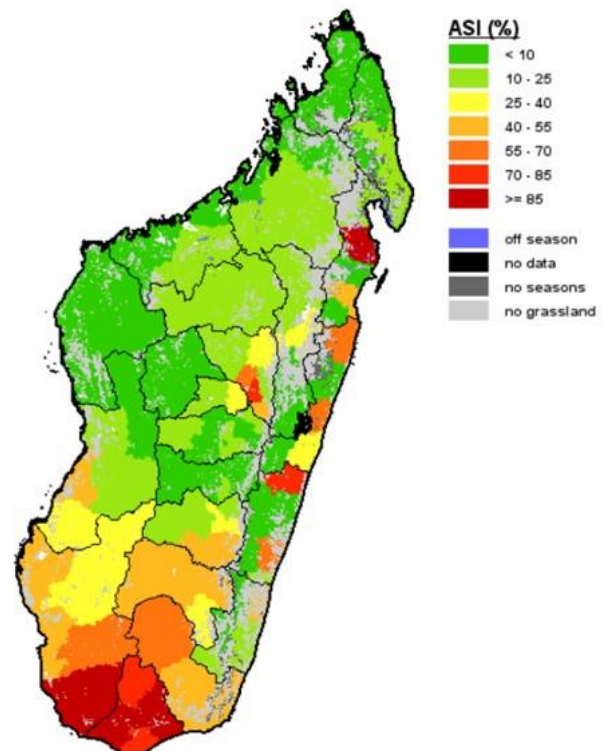 ASI (%)
< 10
10 - 25
25 - 40
40 - 55
55 - 70
70 - 85
>= 85
off season
no data
no seasons
no grassland